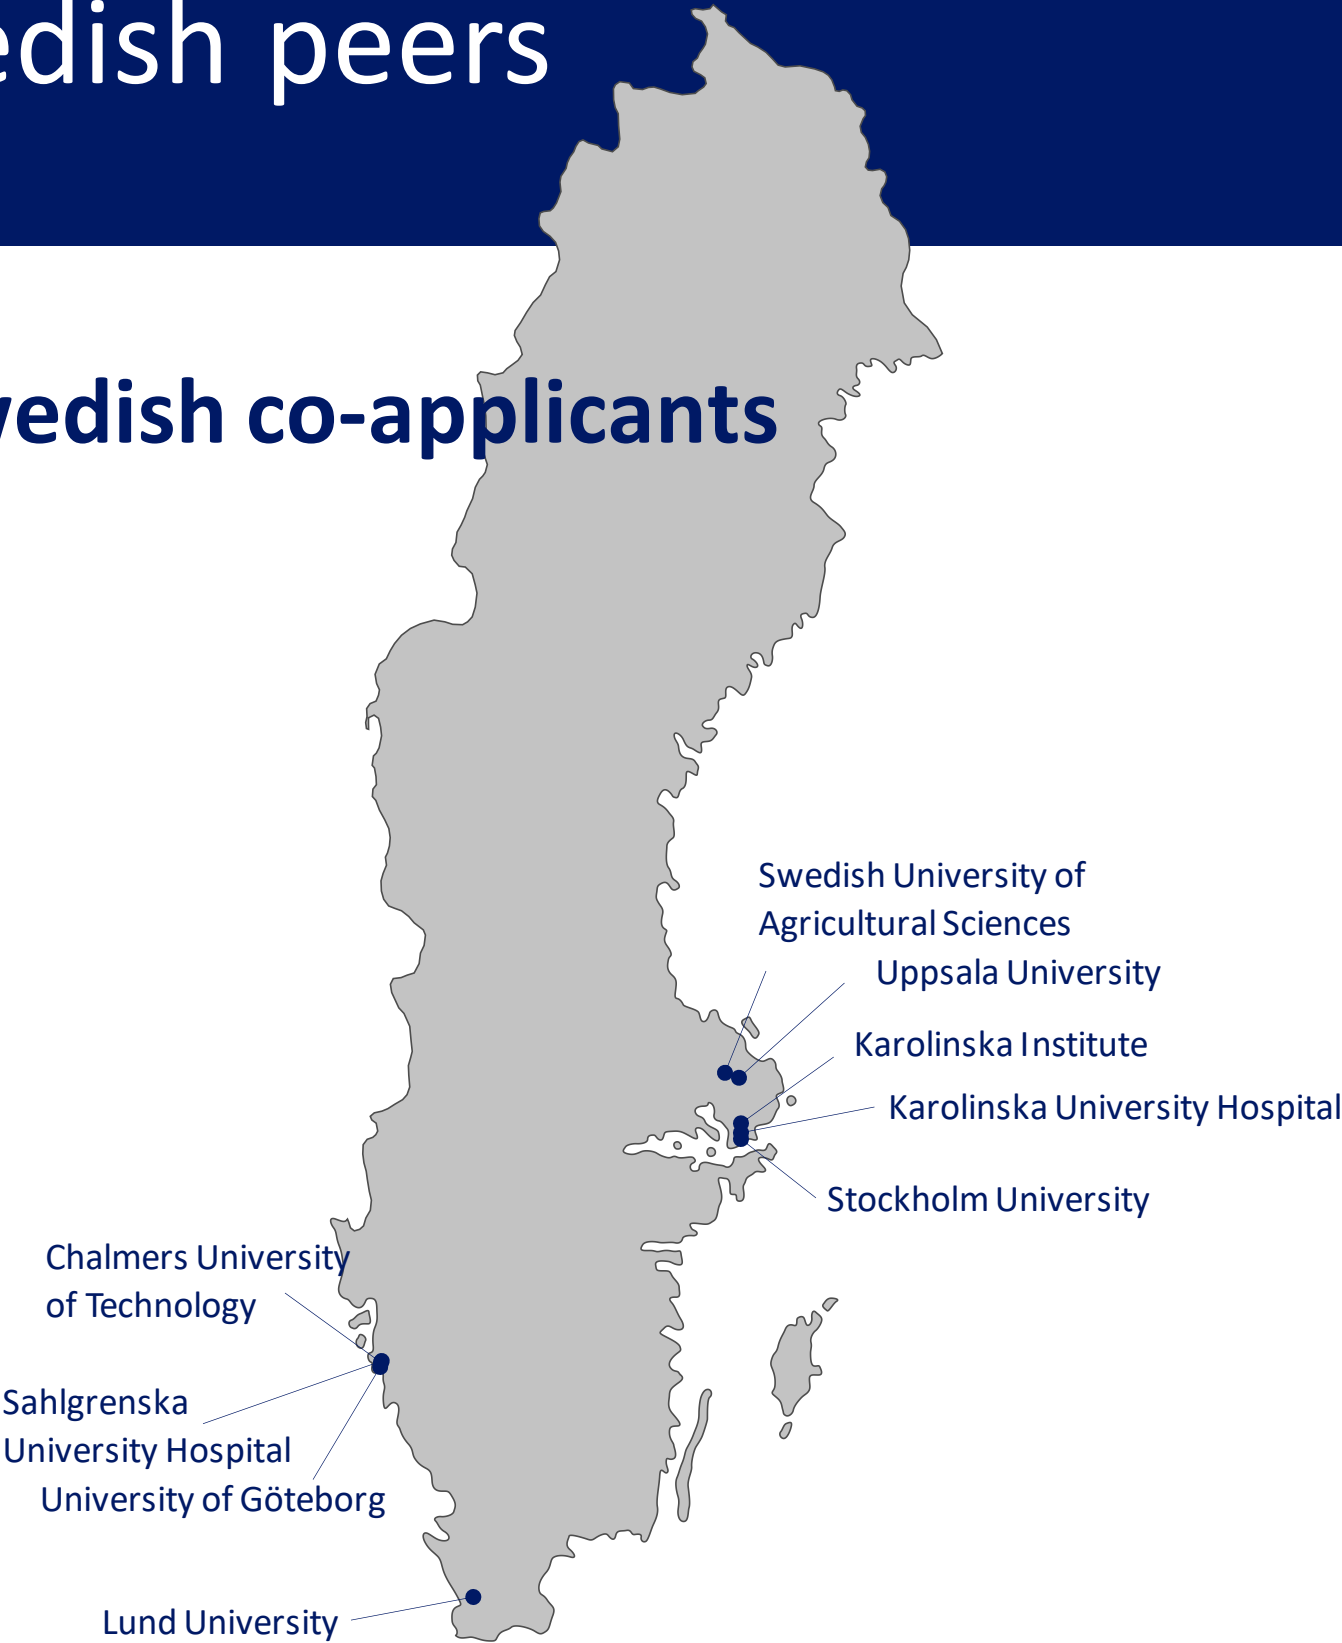 edish peers
wedish co-applicants
Swedish University of
Agricultural Sciences
Uppsala University
Karolinska Institute
Karolinska University Hospital
Stockholm University
Chalmers University
of Technology
Sahlgrenska
University Hospital
University of Göteborg
Lund University